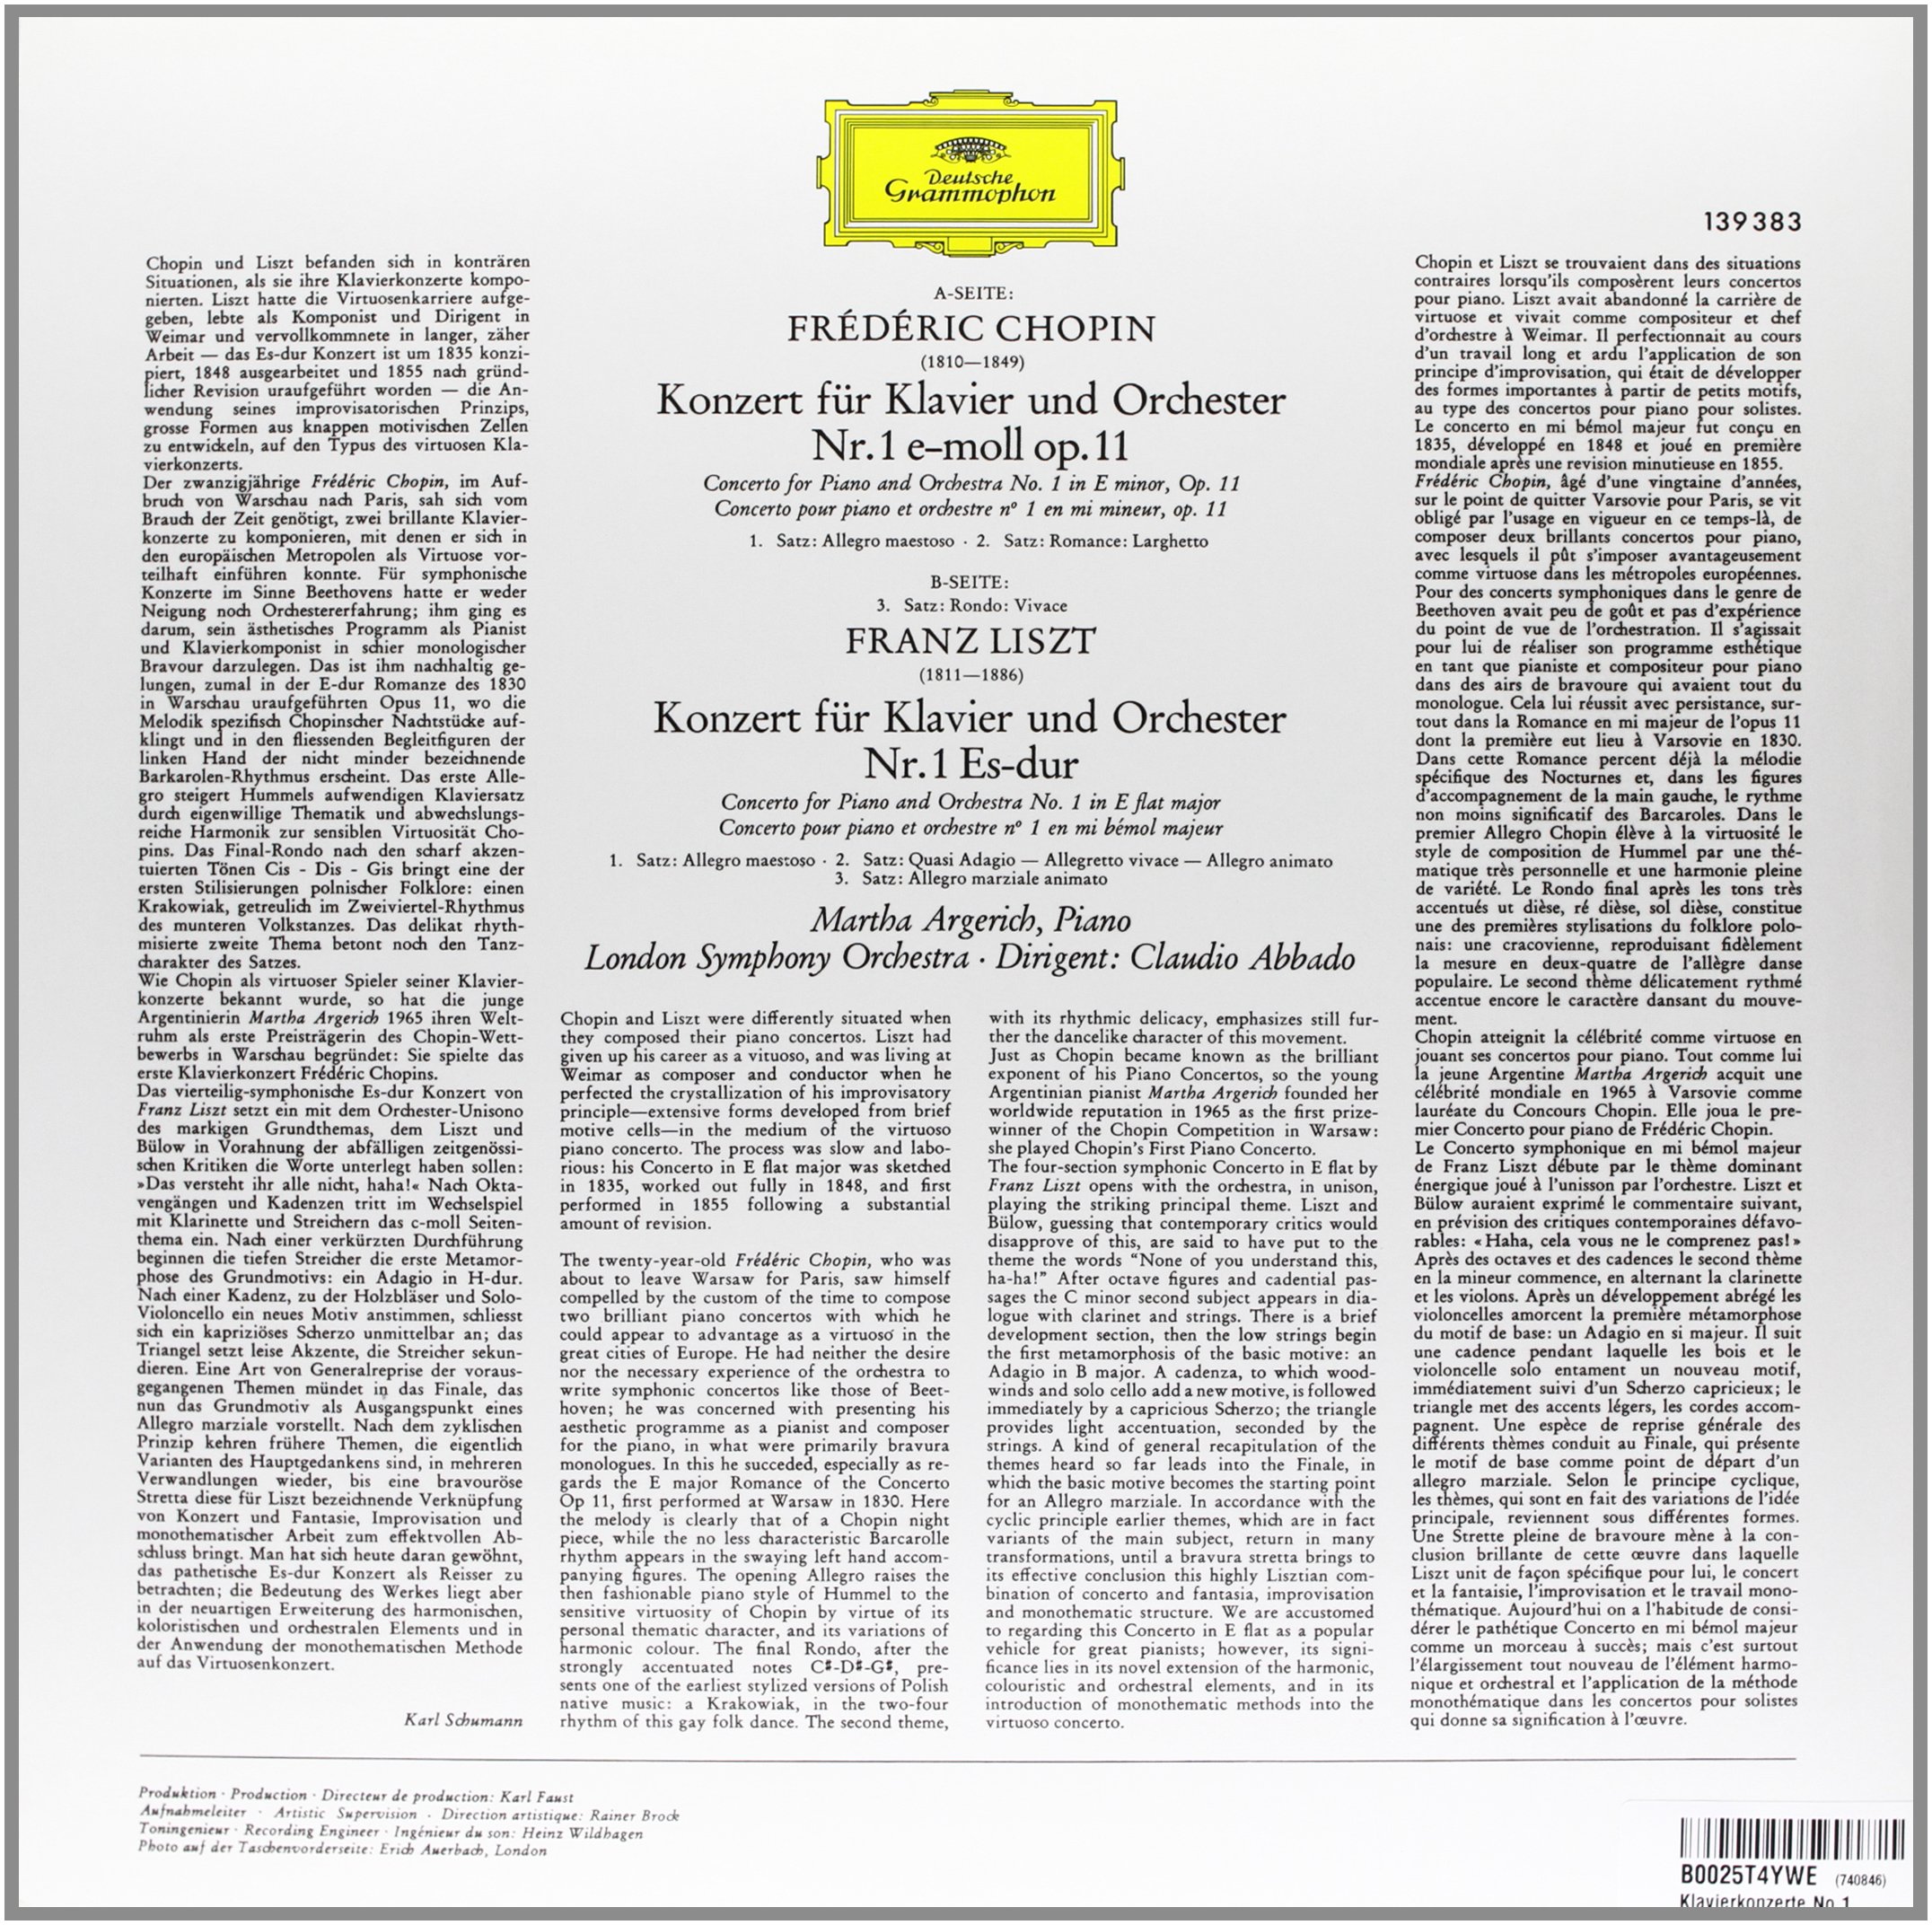 Deutsche
Grammophon
139 383
Chopin und Liszt befanden sich in konträren
Situationen, als sie ihre Klavierkonzerte kompo-
nierten. Liszt hatte die Virtuosenkarriere aufge-
geben, lebte als Komponist und Dirigent in
Weimar und vervollkommnete in langer, zäher
Arbeit — das Es-dur Konzert ist um 1835 konzi-
piert, 1848 ausgearbeitet und 1855 nach gründ-
licher Revision uraufgeführt worden — die An-
wendung seines improvisatorischen Prinzips,
grosse Formen aus knappen motivischen Zellen
zu entwickeln, auf den Typus des virtuosen Kla-
vierkonzerts.
Der zwanzigjährige Frédéric Chopin, im Auf-
bruch von Warschau nach Paris, sah sich vom
Brauch der Zeit genötigt, zwei brillante Klavier-
konzerte zu komponieren, mit denen er sich in
den europäischen Metropolen als Virtuose vor-
teilhaft einführen konnte. Für symphonische
Konzerte im Sinne Beethovens hatte er weder
Neigung noch Orchestererfahrung; ihm ging es
darum, sein ästhetisches Programm als Pianist
und Klavierkomponist in schier monologischer
Bravour darzulegen. Das ist ihm nachhaltig ge-
lungen, zumal in der E-dur Romanze des 1830
in Warschau uraufgeführten Opus 11, wo die
Melodik spezifisch Chopinscher Nachtstücke auf-
klingt und in den fliessenden Begleitfiguren der
linken Hand der nicht minder bezeichnende
Barkarolen-Rhythmus erscheint. Das erste Alle-
gro steigert Hummels aufwendigen Klaviersatz
durch eigenwillige Thematik und abwechslungs-
reiche Harmonik zur sensiblen Virtuosität Cho-
pins. Das Final-Rondo nach den scharf akzen-
tuierten Tönen Cis - Dis - Gis bringt eine der
ersten Stilisierungen polnischer Folklore: einen
Krakowiak, getreulich im Zweiviertel-Rhythmus
des munteren Volkstanzes. Das delikat rhyth-
misierte zweite Thema betont noch den Tanz-
charakter des Satzes.
Wie Chopin als virtuoser Spieler seiner Klavier-
konzerte bekannt wurde, so hat die junge
Argentinierin Martha Argerich 1965 ihren Welt-
ruhm als erste Preisträgerin des Chopin-Wett-
bewerbs in Warschau begründet: Sie spielte das
erste Klavierkonzert Frédéric Chopins.
Das vierteilig-symphonische Es-dur Konzert von
Franz Liszt setzt ein mit dem Orchester-Unisono
des markigen Grundthemas, dem Liszt und
Bülow in Vorahnung der abfälligen zeitgenössi-
schen Kritiken die Worte unterlegt haben sollen:
»Das versteht ihr alle nicht, haha!« Nach Okta-
vengängen und Kadenzen tritt im Wechselspiel
mit Klarinette und Streichern das c-moll Seiten-
thema ein. Nach einer verkürzten Durchführung
beginnen die tiefen Streicher die erste Metamor-
phose des Grundmotivs: ein Adagio in H-dur.
Nach einer Kadenz, zu der Holzbläser und Solo-
Violoncello ein neues Motiv anstimmen, schliesst
sich ein kapriziöses Scherzo unmittelbar an; das
Triangel setzt leise Akzente, die Streicher sekun-
dieren. Eine Art von Generalreprise der voraus-
gegangenen Themen mündet in das Finale, das
nun das Grundmotiv als Ausgangspunkt eines
Allegro marziale vorstellt. Nach dem zyklischen
Prinzip kehren frühere Themen, die eigentlich
Varianten des Hauptgedankens sind, in mehreren
Verwandlungen wieder, bis eine bravouröse
Stretta diese für Liszt bezeichnende Verknüpfung
von Konzert und Fantasie, Improvisation und
monothematischer Arbeit zum effektvollen Ab-
schluss bringt. Man hat sich heute daran gewöhnt,
das pathetische Es-dur Konzert als Reisser zu
betrachten; die Bedeutung des Werkes liegt aber
in der neuartigen Erweiterung des harmonischen,
koloristischen und orchestralen Elements und in
der Anwendung der monothematischen Methode
auf das Virtuosenkonzert.
Karl Schumann
A-SEITE:
FRÉDÉRIC CHOPIN
(1810—1849)
Konzert für Klavier und Orchester
Nr. 1 e-moll op. 11
Concerto for Piano and Orchestra No. 1 in E minor, Op. 11
Concerto pour piano et orchestre nº 1 en mi mineur, op. 11
1. Satz: Allegro maestoso · 2. Satz: Romance: Larghetto
B-SEITE:
3. Satz: Rondo: Vivace
FRANZ LISZT
(1811—1886)
Konzert für Klavier und Orchester
Nr. 1 Es-dur
Concerto for Piano and Orchestra No. 1 in E flat major
Concerto pour piano et orchestre nº 1 en mi bémol majeur
1. Satz: Allegro maestoso · 2. Satz: Quasi Adagio — Allegretto vivace — Allegro animato
3. Satz: Allegro marziale animato
Martha Argerich, Piano
London Symphony Orchestra · Dirigent: Claudio Abbado
Chopin and Liszt were differently situated when
they composed their piano concertos. Liszt had
given up his career as a vituoso, and was living at
Weimar as composer and conductor when he
perfected the crystallization of his improvisatory
principle—extensive forms developed from brief
motive cells—in the medium of the virtuoso
piano concerto. The process was slow and labo-
rious: his Concerto in E flat major was sketched
in 1835, worked out fully in 1848, and first
performed in 1855 following a substantial
amount of revision.
The twenty-year-old Frédéric Chopin, who was
about to leave Warsaw for Paris, saw himself
compelled by the custom of the time to compose
two brilliant piano concertos with which he
could appear to advantage as a virtuoso in the
great cities of Europe. He had neither the desire
nor the necessary experience of the orchestra to
write symphonic concertos like those of Beet-
hoven; he was concerned with presenting his
aesthetic programme as a pianist and composer
for the piano, in what were primarily bravura
monologues. In this he succeded, especially as re-
gards the E major Romance of the Concerto
Op 11, first performed at Warsaw in 1830. Here
the melody is clearly that of a Chopin night
piece, while the no less characteristic Barcarolle
rhythm appears in the swaying left hand accom-
panying figures. The opening Allegro raises the
then fashionable piano style of Hummel to the
sensitive virtuosity of Chopin by virtue of its
personal thematic character, and its variations of
harmonic colour. The final Rondo, after the
strongly accentuated notes C♯-D♯-G♯, pre-
sents one of the earliest stylized versions of Polish
native music: a Krakowiak, in the two-four
rhythm of this gay folk dance. The second theme,
with its rhythmic delicacy, emphasizes still fur-
ther the dancelike character of this movement.
Just as Chopin became known as the brilliant
exponent of his Piano Concertos, so the young
Argentinian pianist Martha Argerich founded her
worldwide reputation in 1965 as the first prize-
winner of the Chopin Competition in Warsaw:
she played Chopin's First Piano Concerto.
The four-section symphonic Concerto in E flat by
Franz Liszt opens with the orchestra, in unison,
playing the striking principal theme. Liszt and
Bülow, guessing that contemporary critics would
disapprove of this, are said to have put to the
theme the words “None of you understand this,
ha-ha!” After octave figures and cadential pas-
sages the C minor second subject appears in dia-
logue with clarinet and strings. There is a brief
development section, then the low strings begin
the first metamorphosis of the basic motive: an
Adagio in B major. A cadenza, to which wood-
winds and solo cello add a new motive, is followed
immediately by a capricious Scherzo; the triangle
provides light accentuation, seconded by the
strings. A kind of general recapitulation of the
themes heard so far leads into the Finale, in
which the basic motive becomes the starting point
for an Allegro marziale. In accordance with the
cyclic principle earlier themes, which are in fact
variants of the main subject, return in many
transformations, until a bravura stretta brings to
its effective conclusion this highly Lisztian com-
bination of concerto and fantasia, improvisation
and monothematic structure. We are accustomed
to regarding this Concerto in E flat as a popular
vehicle for great pianists; however, its signi-
ficance lies in its novel extension of the harmonic,
colouristic and orchestral elements, and in its
introduction of monothematic methods into the
virtuoso concerto.
Chopin et Liszt se trouvaient dans des situations
contraires lorsqu'ils composèrent leurs concertos
pour piano. Liszt avait abandonné la carrière de
virtuose et vivait comme compositeur et chef
d'orchestre à Weimar. Il perfectionnait au cours
d'un travail long et ardu l'application de son
principe d'improvisation, qui était de développer
des formes importantes à partir de petits motifs,
au type des concertos pour piano pour solistes.
Le concerto en mi bémol majeur fut conçu en
1835, développé en 1848 et joué en première
mondiale après une revision minutieuse en 1855.
Frédéric Chopin, âgé d'une vingtaine d'années,
sur le point de quitter Varsovie pour Paris, se vit
obligé par l'usage en vigueur en ce temps-là, de
composer deux brillants concertos pour piano,
avec lesquels il pût s'imposer avantageusement
comme virtuose dans les métropoles européennes.
Pour des concerts symphoniques dans le genre de
Beethoven avait peu de goût et pas d'expérience
du point de vue de l'orchestration. Il s'agissait
pour lui de réaliser son programme esthétique
en tant que pianiste et compositeur pour piano
dans des airs de bravoure qui avaient tout du
monologue. Cela lui réussit avec persistance, sur-
tout dans la Romance en mi majeur de l'opus 11
dont la première eut lieu à Varsovie en 1830.
Dans cette Romance percent déjà la mélodie
spécifique des Nocturnes et, dans les figures
d'accompagnement de la main gauche, le rythme
non moins significatif des Barcaroles. Dans le
premier Allegro Chopin élève à la virtuosité le
style de composition de Hummel par une thé-
matique très personnelle et une harmonie pleine
de variété. Le Rondo final après les tons très
accentués ut dièse, ré dièse, sol dièse, constitue
une des premières stylisations du folklore polo-
nais: une cracovienne, reproduisant fidèlement
la mesure en deux-quatre de l'allègre danse
populaire. Le second thème délicatement rythmé
accentue encore le caractère dansant du mouve-
ment.
Chopin atteignit la célébrité comme virtuose en
jouant ses concertos pour piano. Tout comme lui
la jeune Argentine Martha Argerich acquit une
célébrité mondiale en 1965 à Varsovie comme
lauréate du Concours Chopin. Elle joua le pre-
mier Concerto pour piano de Frédéric Chopin.
Le Concerto symphonique en mi bémol majeur
de Franz Liszt débute par le thème dominant
énergique joué à l'unisson par l'orchestre. Liszt et
Bülow auraient exprimé le commentaire suivant,
en prévision des critiques contemporaines défavo-
rables: « Haha, cela vous ne le comprenez pas! »
Après des octaves et des cadences le second thème
en la mineur commence, en alternant la clarinette
et les violons. Après un développement abrégé les
violoncelles amorcent la première métamorphose
du motif de base: un Adagio en si majeur. Il suit
une cadence pendant laquelle les bois et le
violoncelle solo entament un nouveau motif,
immédiatement suivi d'un Scherzo capricieux; le
triangle met des accents légers, les cordes accom-
pagnent. Une espèce de reprise générale des
différents thèmes conduit au Finale, qui présente
le motif de base comme point de départ d'un
allegro marziale. Selon le principe cyclique,
les thèmes, qui sont en fait des variations de l'idée
principale, reviennent sous différentes formes.
Une Strette pleine de bravoure mène à la con-
clusion brillante de cette œuvre dans laquelle
Liszt unit de façon spécifique pour lui, le concert
et la fantaisie, l'improvisation et le travail mono-
thématique. Aujourd'hui on a l'habitude de consi-
dérer le pathétique Concerto en mi bémol majeur
comme un morceau à succès; mais c'est surtout
l'élargissement tout nouveau de l'élément harmo-
nique et orchestral et l'application de la méthode
monothématique dans les concertos pour solistes
qui donne sa signification à l'œuvre.
Produktion · Production · Directeur de production: Karl Faust
Aufnahmeleiter · Artistic Supervision · Direction artistique: Rainer Brock
Toningenieur · Recording Engineer · Ingénieur du son: Heinz Wildhagen
Photo auf der Taschenvorderseite: Erich Auerbach, London
B0025T4YWE (740846)
Klavierkonzerte No 1